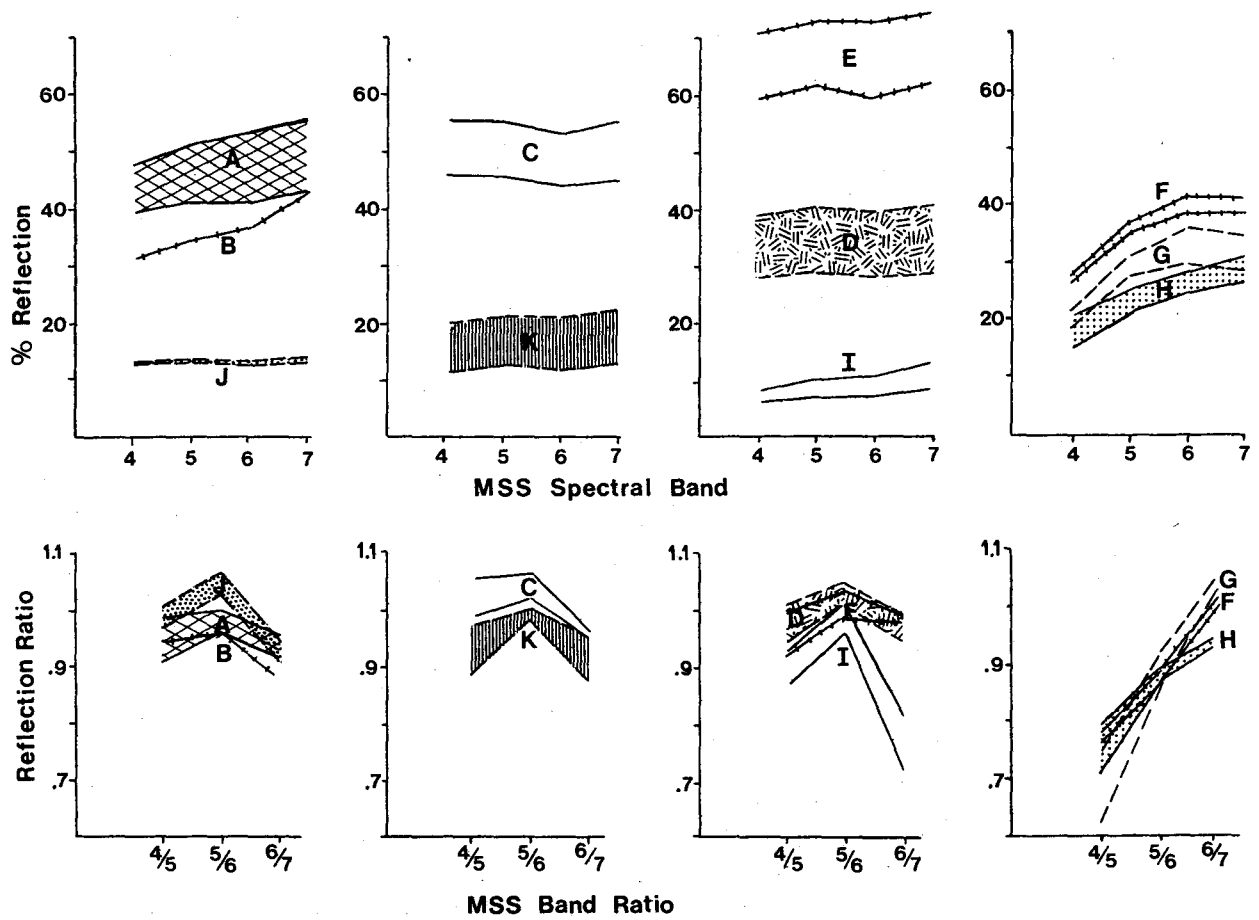 % Reflection
60
40
20
A
B
J
4 5 6 7
60
40
20
C
K
4 5 6 7
60
40
20
E
D
I
4 5 6 7
60
40
20
F
G
H
4 5 6 7
MSS Spectral Band
Reflection Ratio
1.1
.9
.7
J
A
B
4/5 5/6 6/7
1.1
.9
.7
C
K
4/5 5/6 6/7
1.1
.9
.7
D
E
I
4/5 5/6 6/7
1.1
.9
.7
G
F
H
4/5 5/6 6/7
MSS Band Ratio